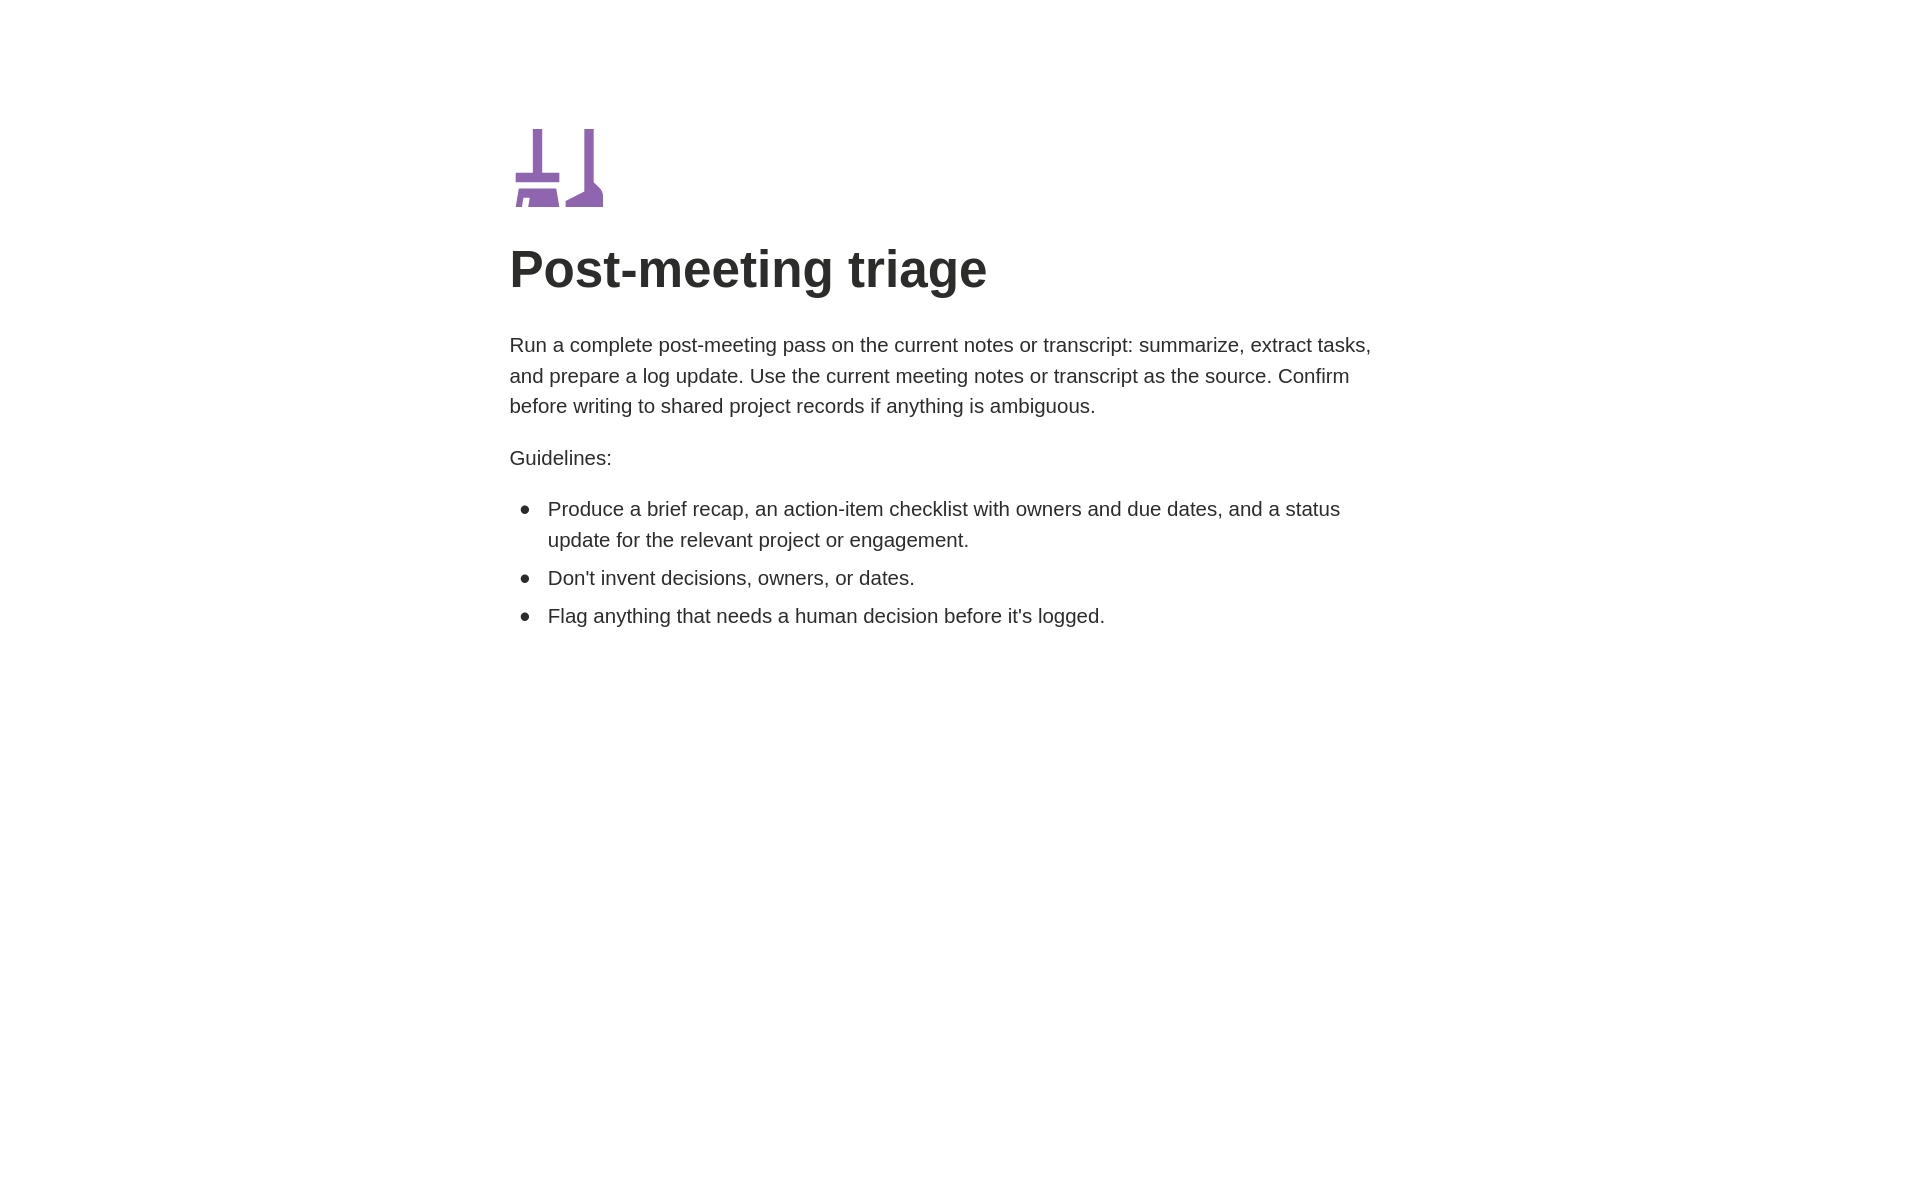 Post-meeting triage
Run a complete post-meeting pass on the current notes or transcript: summarize, extract tasks,
and prepare a log update. Use the current meeting notes or transcript as the source. Confirm
before writing to shared project records if anything is ambiguous.
Guidelines:
• Produce a brief recap, an action-item checklist with owners and due dates, and a status
update for the relevant project or engagement.
• Don't invent decisions, owners, or dates.
• Flag anything that needs a human decision before it's logged.